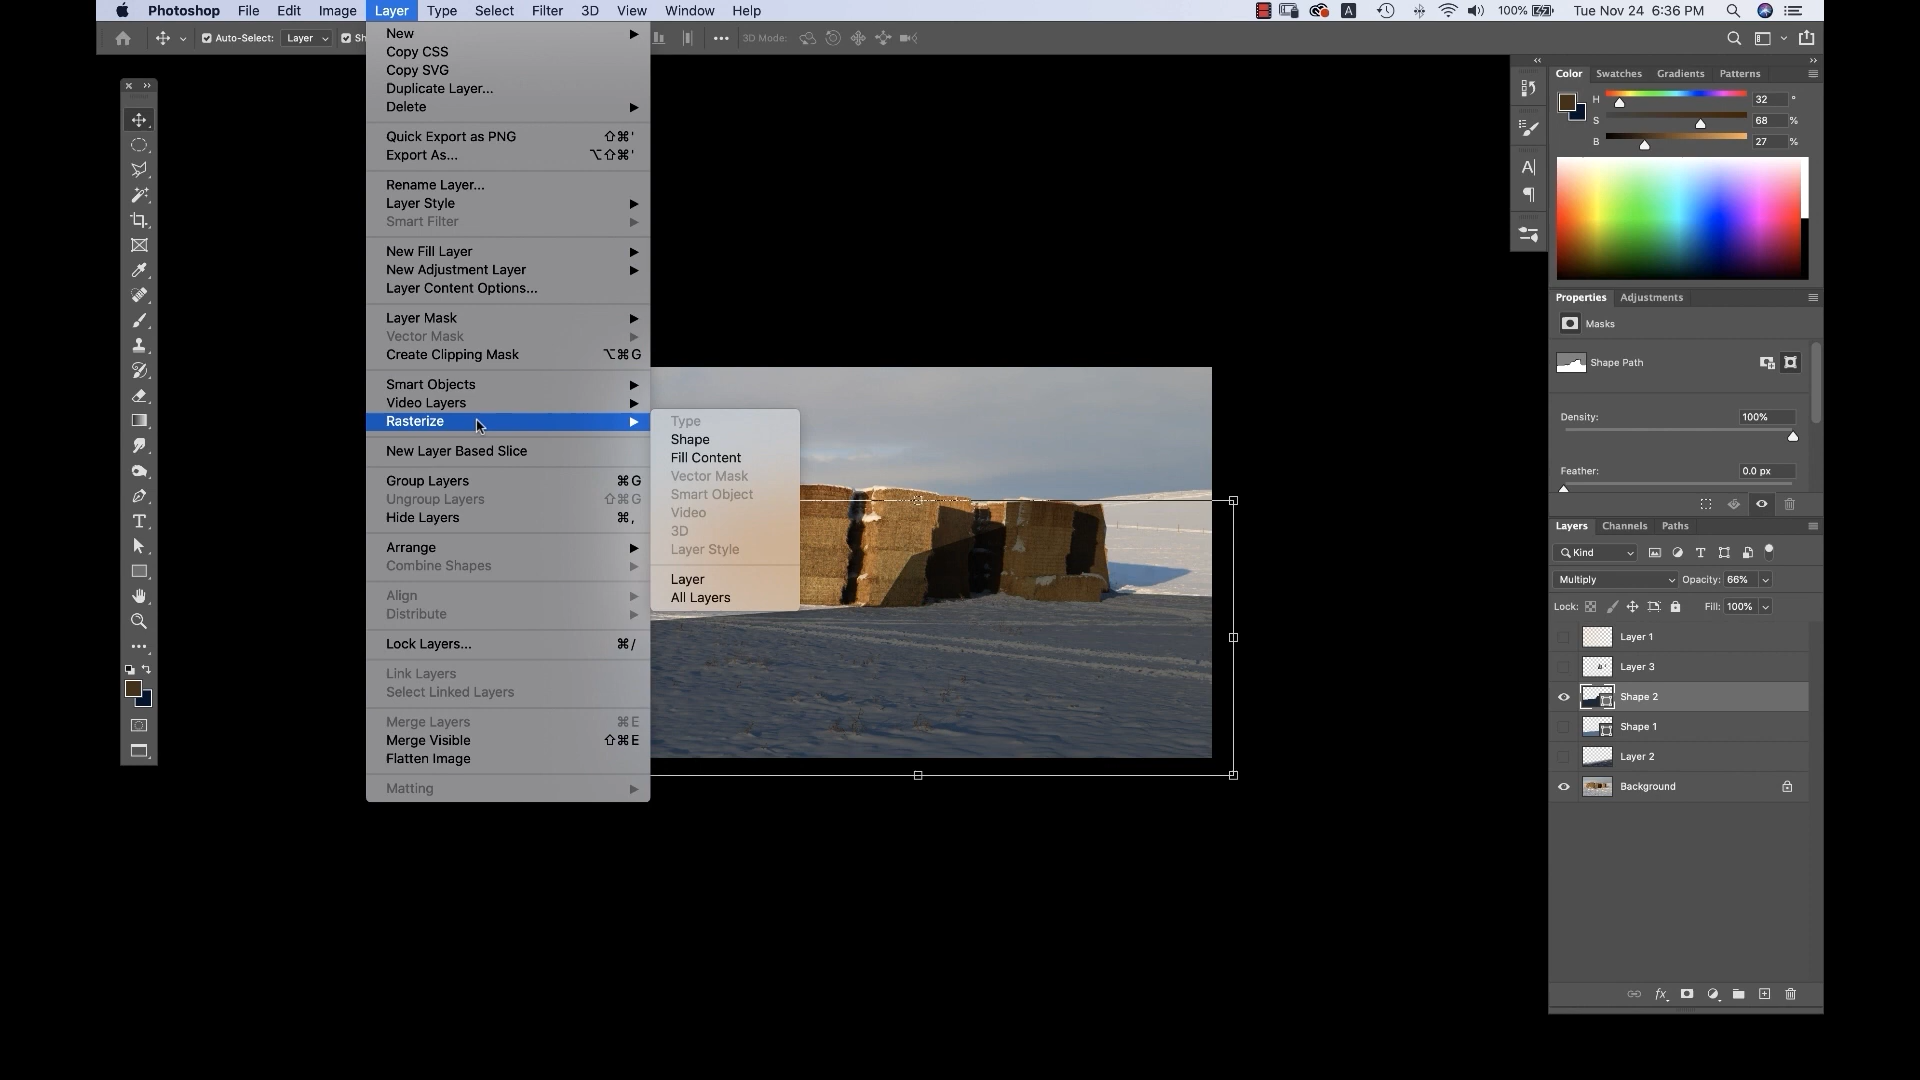 Photoshop File Edit Image Layer Type Select Filter 3D View Window Help 100% Tue Nov 24 6:36 PM
Auto-Select: Layer Sh 3D Mode:
New
Copy CSS
Copy SVG
Duplicate Layer...
Delete
Quick Export as PNG ⇧⌘'
Export As... ⌥⇧⌘'
Rename Layer...
Layer Style
Smart Filter
New Fill Layer
New Adjustment Layer
Layer Content Options...
Layer Mask
Vector Mask
Create Clipping Mask ⌥⌘G
Smart Objects
Video Layers
Rasterize
New Layer Based Slice
Group Layers ⌘G
Ungroup Layers ⇧⌘G
Hide Layers ⌘,
Arrange
Combine Shapes
Align
Distribute
Lock Layers... ⌘/
Link Layers
Select Linked Layers
Merge Layers ⌘E
Merge Visible ⇧⌘E
Flatten Image
Matting
Type
Shape
Fill Content
Vector Mask
Smart Object
Video
3D
Layer Style
Layer
All Layers
Color Swatches Gradients Patterns
H 32 °
S 68 %
B 27 %
Properties Adjustments
Masks
Shape Path
Density: 100%
Feather: 0.0 px
Layers Channels Paths
Kind
Multiply Opacity: 66%
Lock: Fill: 100%
Layer 1
Layer 3
Shape 2
Shape 1
Layer 2
Background
fx